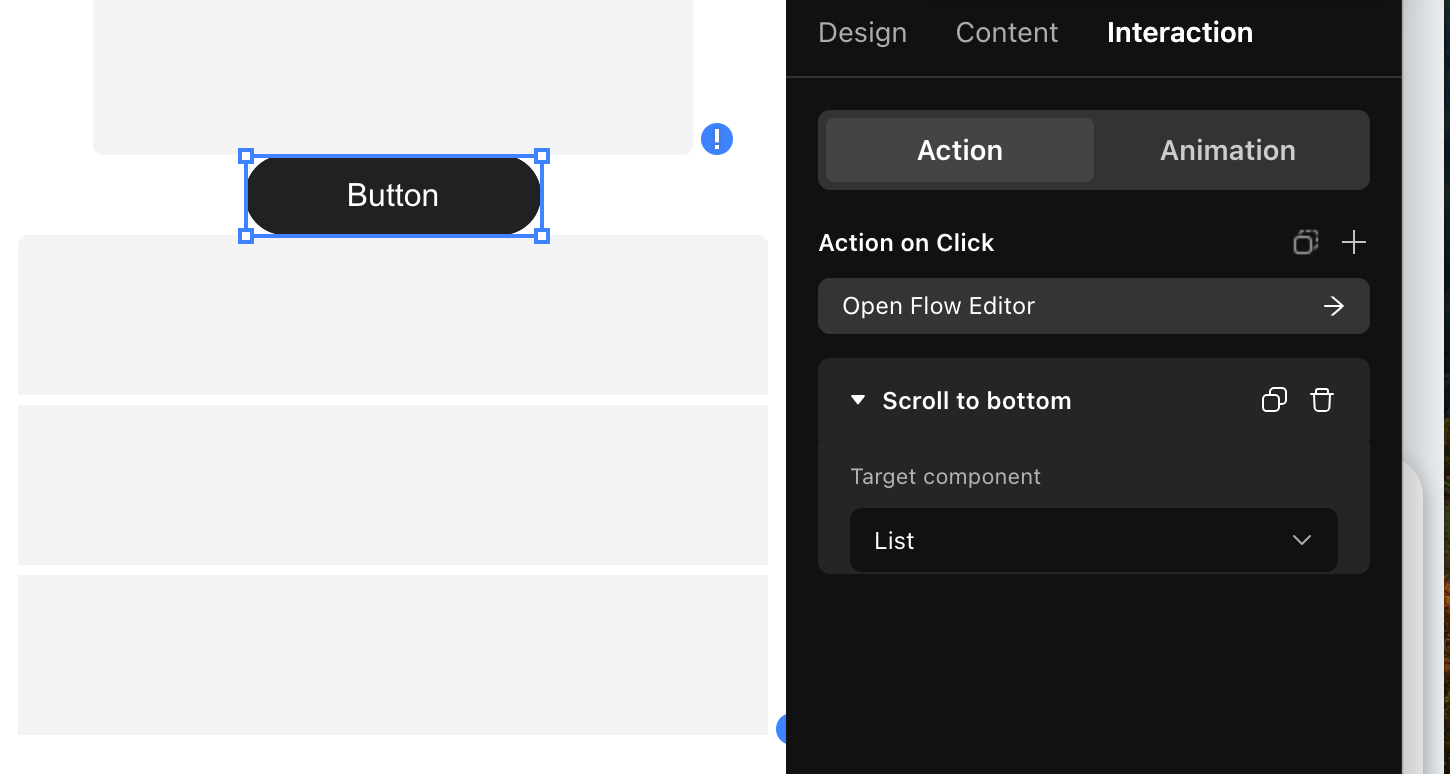 Design Content Interaction
Action Animation
Button
Action on Click
Open Flow Editor
Scroll to bottom
Target component
List